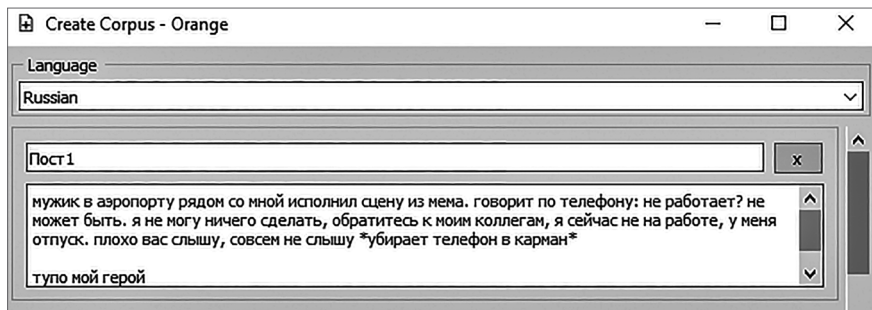 Create Corpus - Orange
Language
Russian
Пост1
x
мужик в аэропорту рядом со мной исполнил сцену из мема. говорит по телефону: не работает? не
может быть. я не могу ничего сделать, обратитесь к моим коллегам, я сейчас не на работе, у меня
отпуск. плохо вас слышу, совсем не слышу *убирает телефон в карман*
тупо мой герой